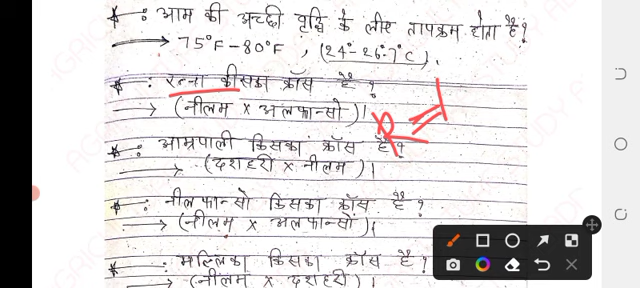 * : आम की अच्छी वृद्धि के लीए तापक्रम होता है?
→ 75°F-80°F, (24°-26.7°C).
* : रत्ना कीसका क्रॉस है?
→ (नीलम x अलफान्सो)।
* : आम्रपाली किसका क्रॉस है?
→ (दशहरी x नीलम)।
* : नीलफान्सो किसका क्रॉस है?
→ (नीलम x अलफान्सो)।
* : मल्लिका किसका क्रॉस है?
→ (नीलम x दशहरी)।